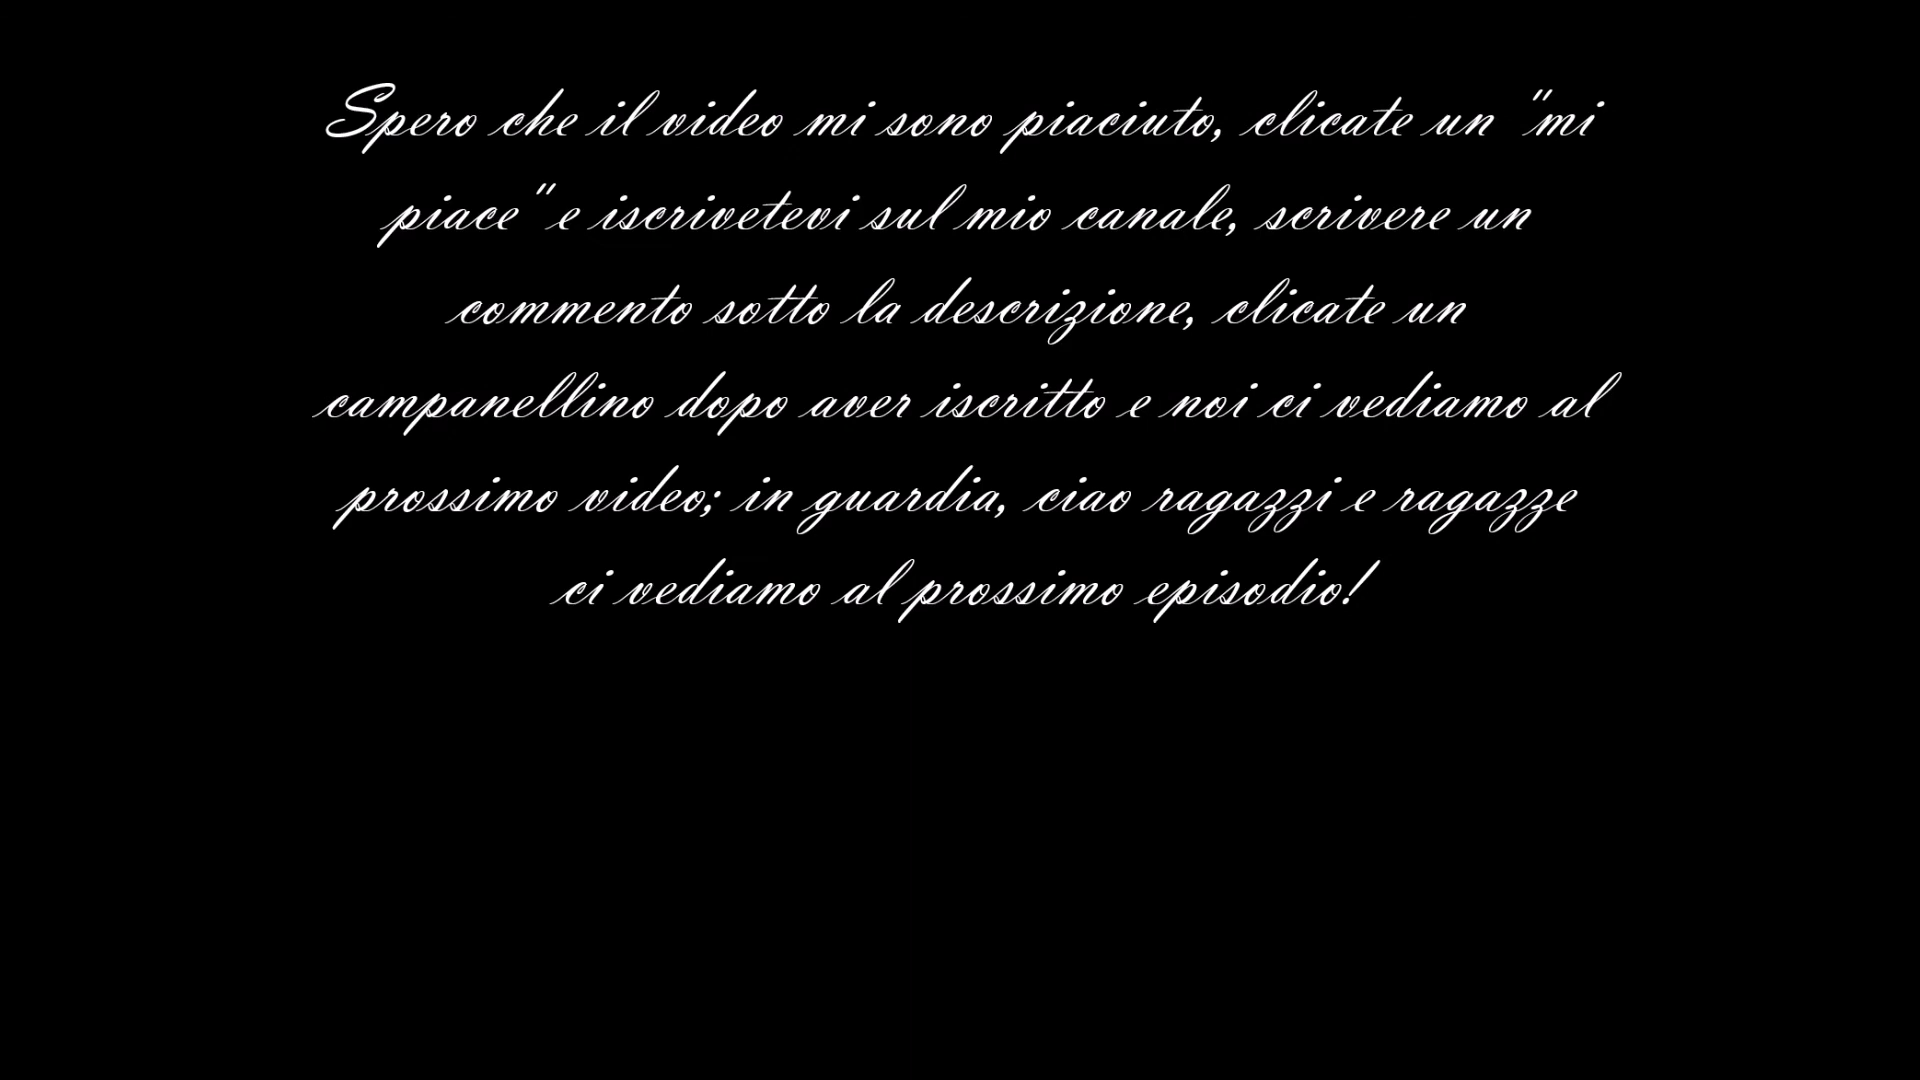 Spero che il video mi sono piaciuto, clicate un "mi
piace" e iscrivetevi sul mio canale, scrivere un
commento sotto la descrizione, clicate un
campanellino dopo aver iscritto e noi ci vediamo al
prossimo video; in guardia, ciao ragazzi e ragazze
ci vediamo al prossimo episodio!